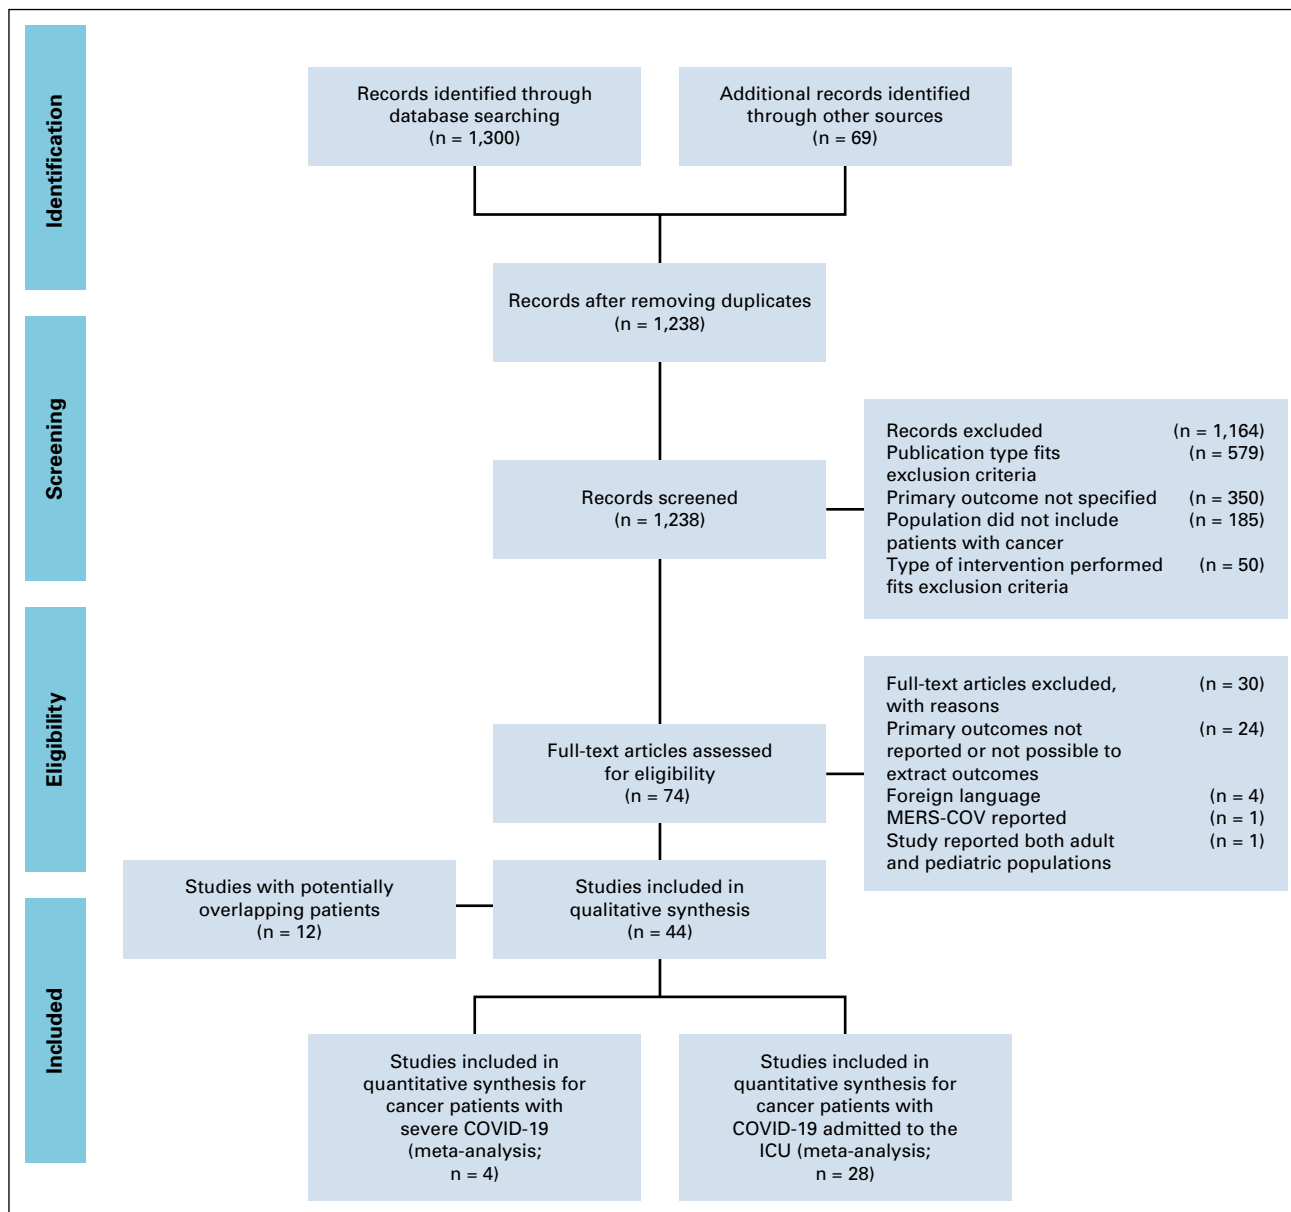 Identification
Records identified through
database searching
(n = 1,300)
Additional records identified
through other sources
(n = 69)
Records after removing duplicates
(n = 1,238)
Screening
Records screened
(n = 1,238)
Records excluded (n = 1,164)
Publication type fits (n = 579)
exclusion criteria
Primary outcome not specified (n = 350)
Population did not include (n = 185)
patients with cancer
Type of intervention performed (n = 50)
fits exclusion criteria
Eligibility
Full-text articles assessed
for eligibility
(n = 74)
Full-text articles excluded, (n = 30)
with reasons
Primary outcomes not (n = 24)
reported or not possible to
extract outcomes
Foreign language (n = 4)
MERS-COV reported (n = 1)
Study reported both adult (n = 1)
and pediatric populations
Studies with potentially
overlapping patients
(n = 12)
Studies included in
qualitative synthesis
(n = 44)
Included
Studies included in
quantitative synthesis for
cancer patients with
severe COVID-19
(meta-analysis;
n = 4)
Studies included in
quantitative synthesis for
cancer patients with
COVID-19 admitted to the
ICU (meta-analysis;
n = 28)